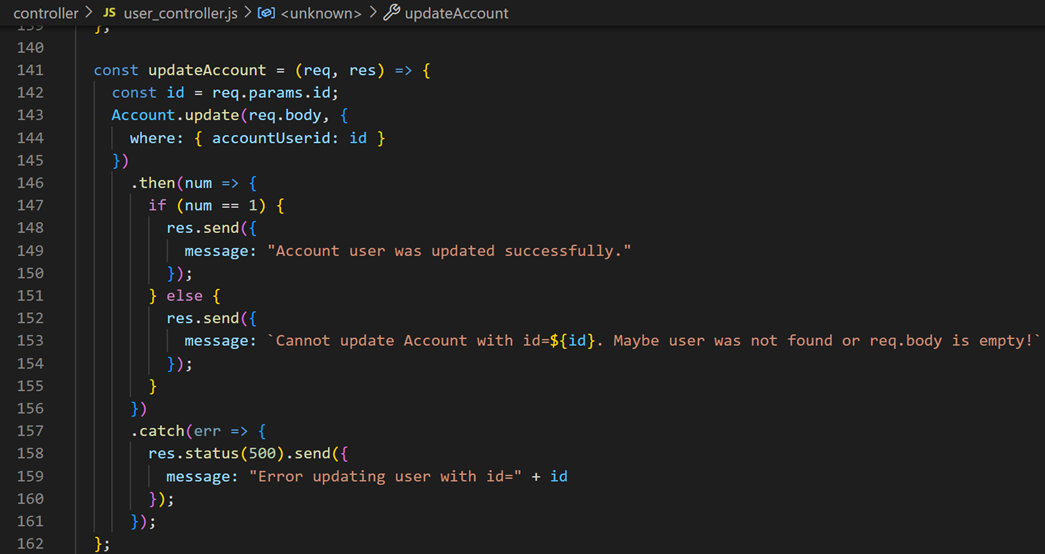 controller > JS user_controller.js > <unknown> > updateAccount
139 };
140
141 const updateAccount = (req, res) => {
142 const id = req.params.id;
143 Account.update(req.body, {
144 where: { accountUserid: id }
145 })
146 .then(num => {
147 if (num == 1) {
148 res.send({
149 message: "Account user was updated successfully."
150 });
151 } else {
152 res.send({
153 message: `Cannot update Account with id=${id}. Maybe user was not found or req.body is empty!`
154 });
155 }
156 })
157 .catch(err => {
158 res.status(500).send({
159 message: "Error updating user with id=" + id
160 });
161 });
162 };